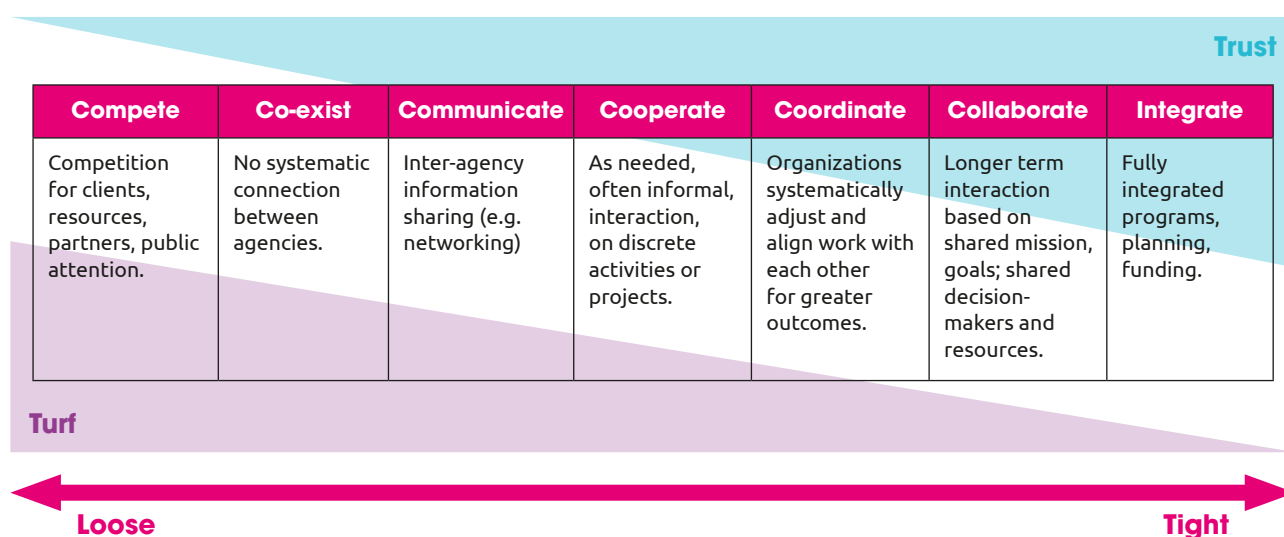 Trust
Compete
Co-exist
Communicate
Cooperate
Coordinate
Collaborate
Integrate
Competition
for clients,
resources,
partners, public
attention.
No systematic
connection
between
agencies.
Inter-agency
information
sharing (e.g.
networking)
As needed,
often informal,
interaction,
on discrete
activities or
projects.
Organizations
systematically
adjust and
align work with
each other
for greater
outcomes.
Longer term
interaction
based on
shared mission,
goals; shared
decision-
makers and
resources.
Fully
integrated
programs,
planning,
funding.
Turf
Loose
Tight